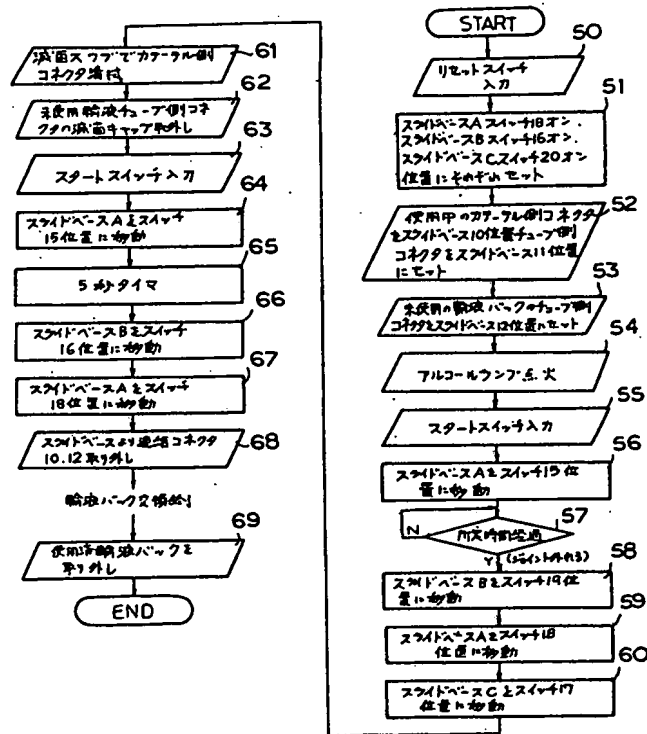 START
50
リセットスイッチ
入力
51
スライドベースAスイッチ18オン、
スライドベースBスイッチ16オン、
スライドベースCスイッチ20オン
位置にそれぞれセット
52
使用中のカテーテル側コネクタ
をスライドベース10位置チューブ側
コネクタをスライドベース11位置
にセット
53
未使用の輸液バックのチューブ側
コネクタをスライドベース12位置にセット
54
アルコールランプ点火
55
スタートスイッチ入力
56
スライドベースAをスイッチ15位
置に移動
57
所定時間経過
N
Y (ジョイント外れる)
58
スライドベースBをスイッチ19位
置に移動
59
スライドベースAをスイッチ18
位置に移動
60
スライドベースCをスイッチ17
位置に移動
61
滅菌スワブでカテーテル側
コネクタ清拭
62
未使用輸液チューブ側コネ
クタの滅菌キャップ取外し
63
スタートスイッチ入力
64
スライドベースAをスイッチ
15位置に移動
65
5秒タイマ
66
スライドベースBをスイッチ
16位置に移動
67
スライドベースAをスイッチ
18位置に移動
68
スライドベースより連結コネクタ
10.12取り外し
輸液バック交換終了
69
使用済輸液バックを
取り外し
END